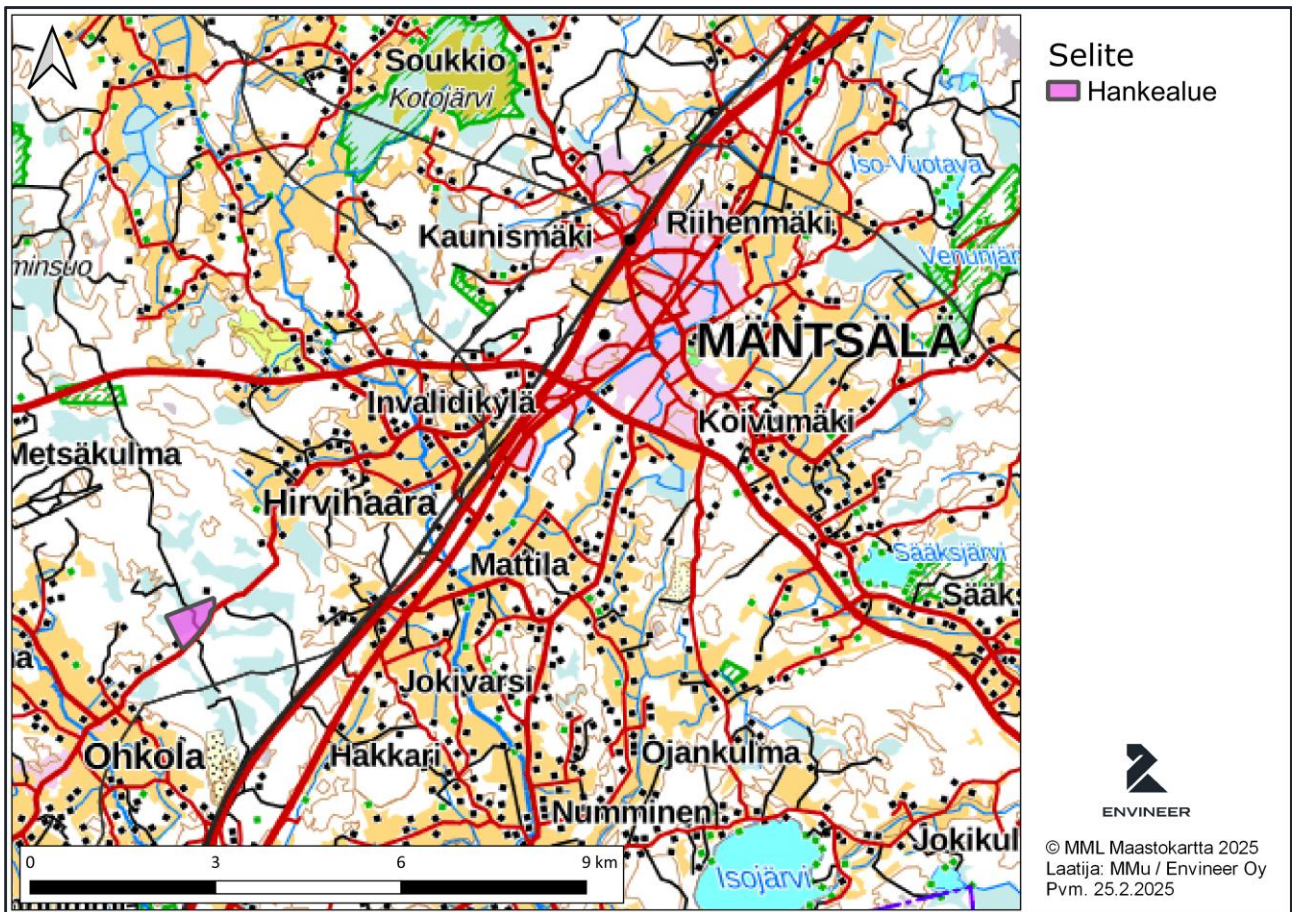 Soukkio
Kotojärvi
Iso-Vuotava
Riihenmäki
Kaunismäki
minsuo
Venunjär
MÄNTSÄLÄ
Invalidikylä
Koivumäki
Metsäkulma
Hirvihaara
Sääksjärvi
Mattila
Sääks
Jokivarsi
Ohkola
Hakkari
Ojankulma
Numminen
Jokikul
Isojärvi
0 3 6 9 km
Selite
Hankealue
ENVINEER
© MML Maastokartta 2025
Laatija: MMu / Envineer Oy
Pvm. 25.2.2025